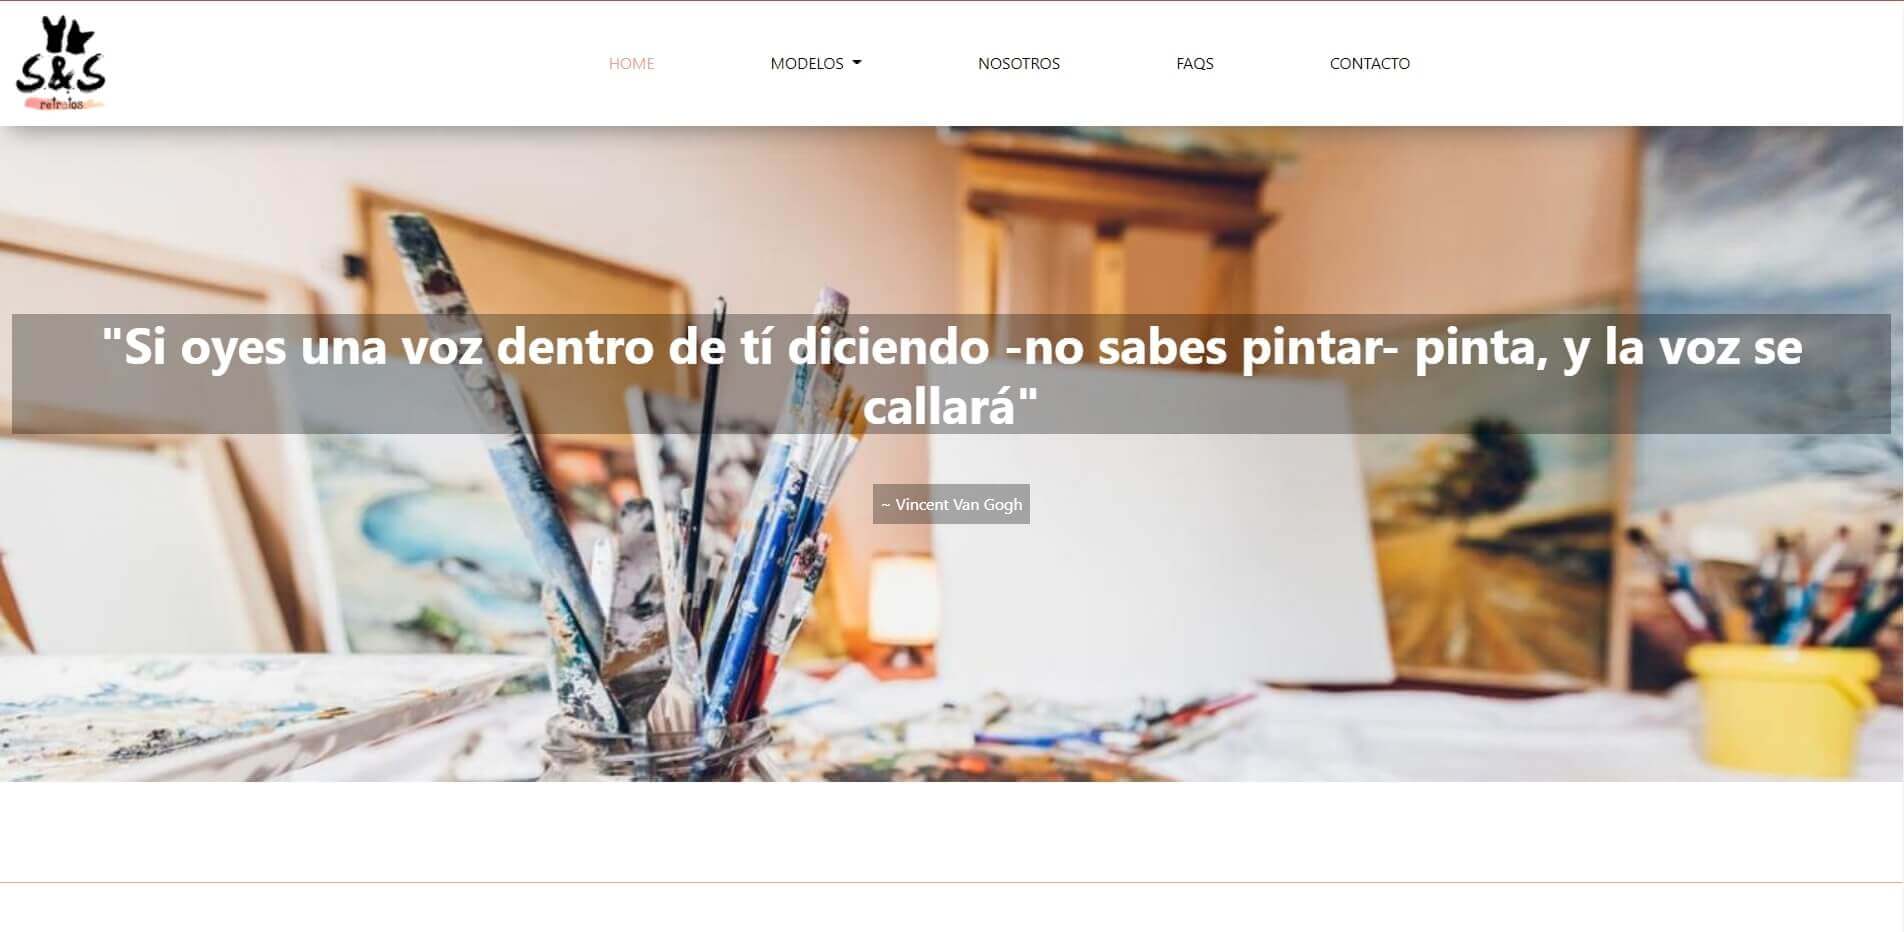 S&S
retratos
HOME
MODELOS
NOSOTROS
FAQS
CONTACTO
"Si oyes una voz dentro de tí diciendo -no sabes pintar- pinta, y la voz se
callará"
~ Vincent Van Gogh